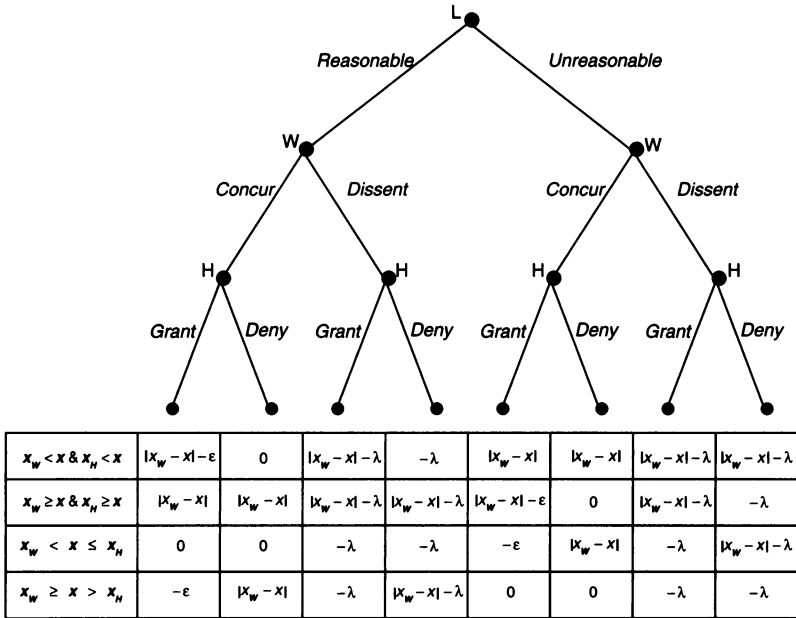 L
Reasonable Unreasonable
W W
Concur Dissent Concur Dissent
H H H H
Grant Deny Grant Deny Grant Deny Grant Deny
x_W < x & x_H < x |x_W − x| − ε 0 |x_W − x| − λ −λ |x_W − x| |x_W − x| |x_W − x| − λ |x_W − x| − λ
x_W ≥ x & x_H ≥ x |x_W − x| |x_W − x| |x_W − x| − λ |x_W − x| − λ |x_W − x| − ε 0 |x_W − x| − λ −λ
x_W < x ≤ x_H 0 0 −λ −λ −ε |x_W − x| −λ |x_W − x| − λ
x_W ≥ x > x_H −ε |x_W − x| −λ |x_W − x| − λ 0 0 −λ −λ